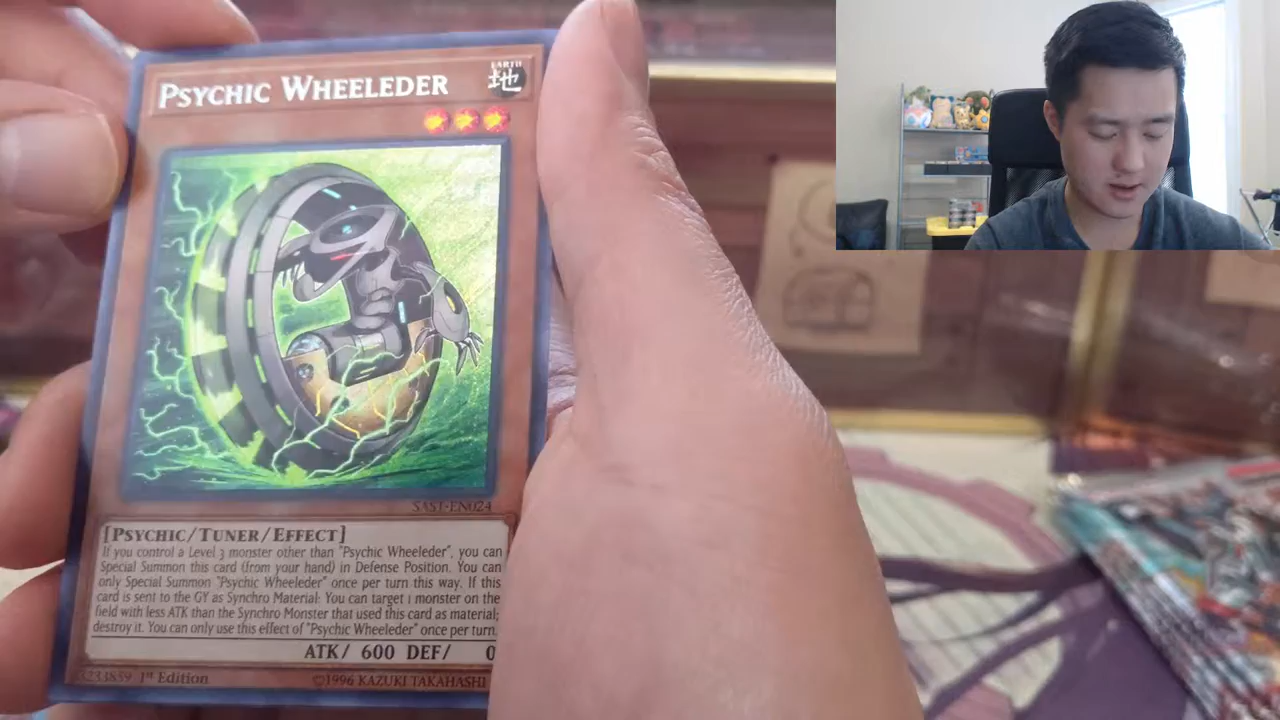 PSYCHIC WHEELEDER
EARTH
地
SAST-EN024
[PSYCHIC/TUNER/EFFECT]
If you control a Level 3 monster other than "Psychic Wheeleder", you can
Special Summon this card (from your hand) in Defense Position. You can
only Special Summon "Psychic Wheeleder" once per turn this way. If this
card is sent to the GY as Synchro Material: You can target 1 monster on the
field with less ATK than the Synchro Monster that used this card as material;
destroy it. You can only use this effect of "Psychic Wheeleder" once per turn.
ATK/ 600 DEF/ 0
1st Edition
©1996 KAZUKI TAKAHASHI